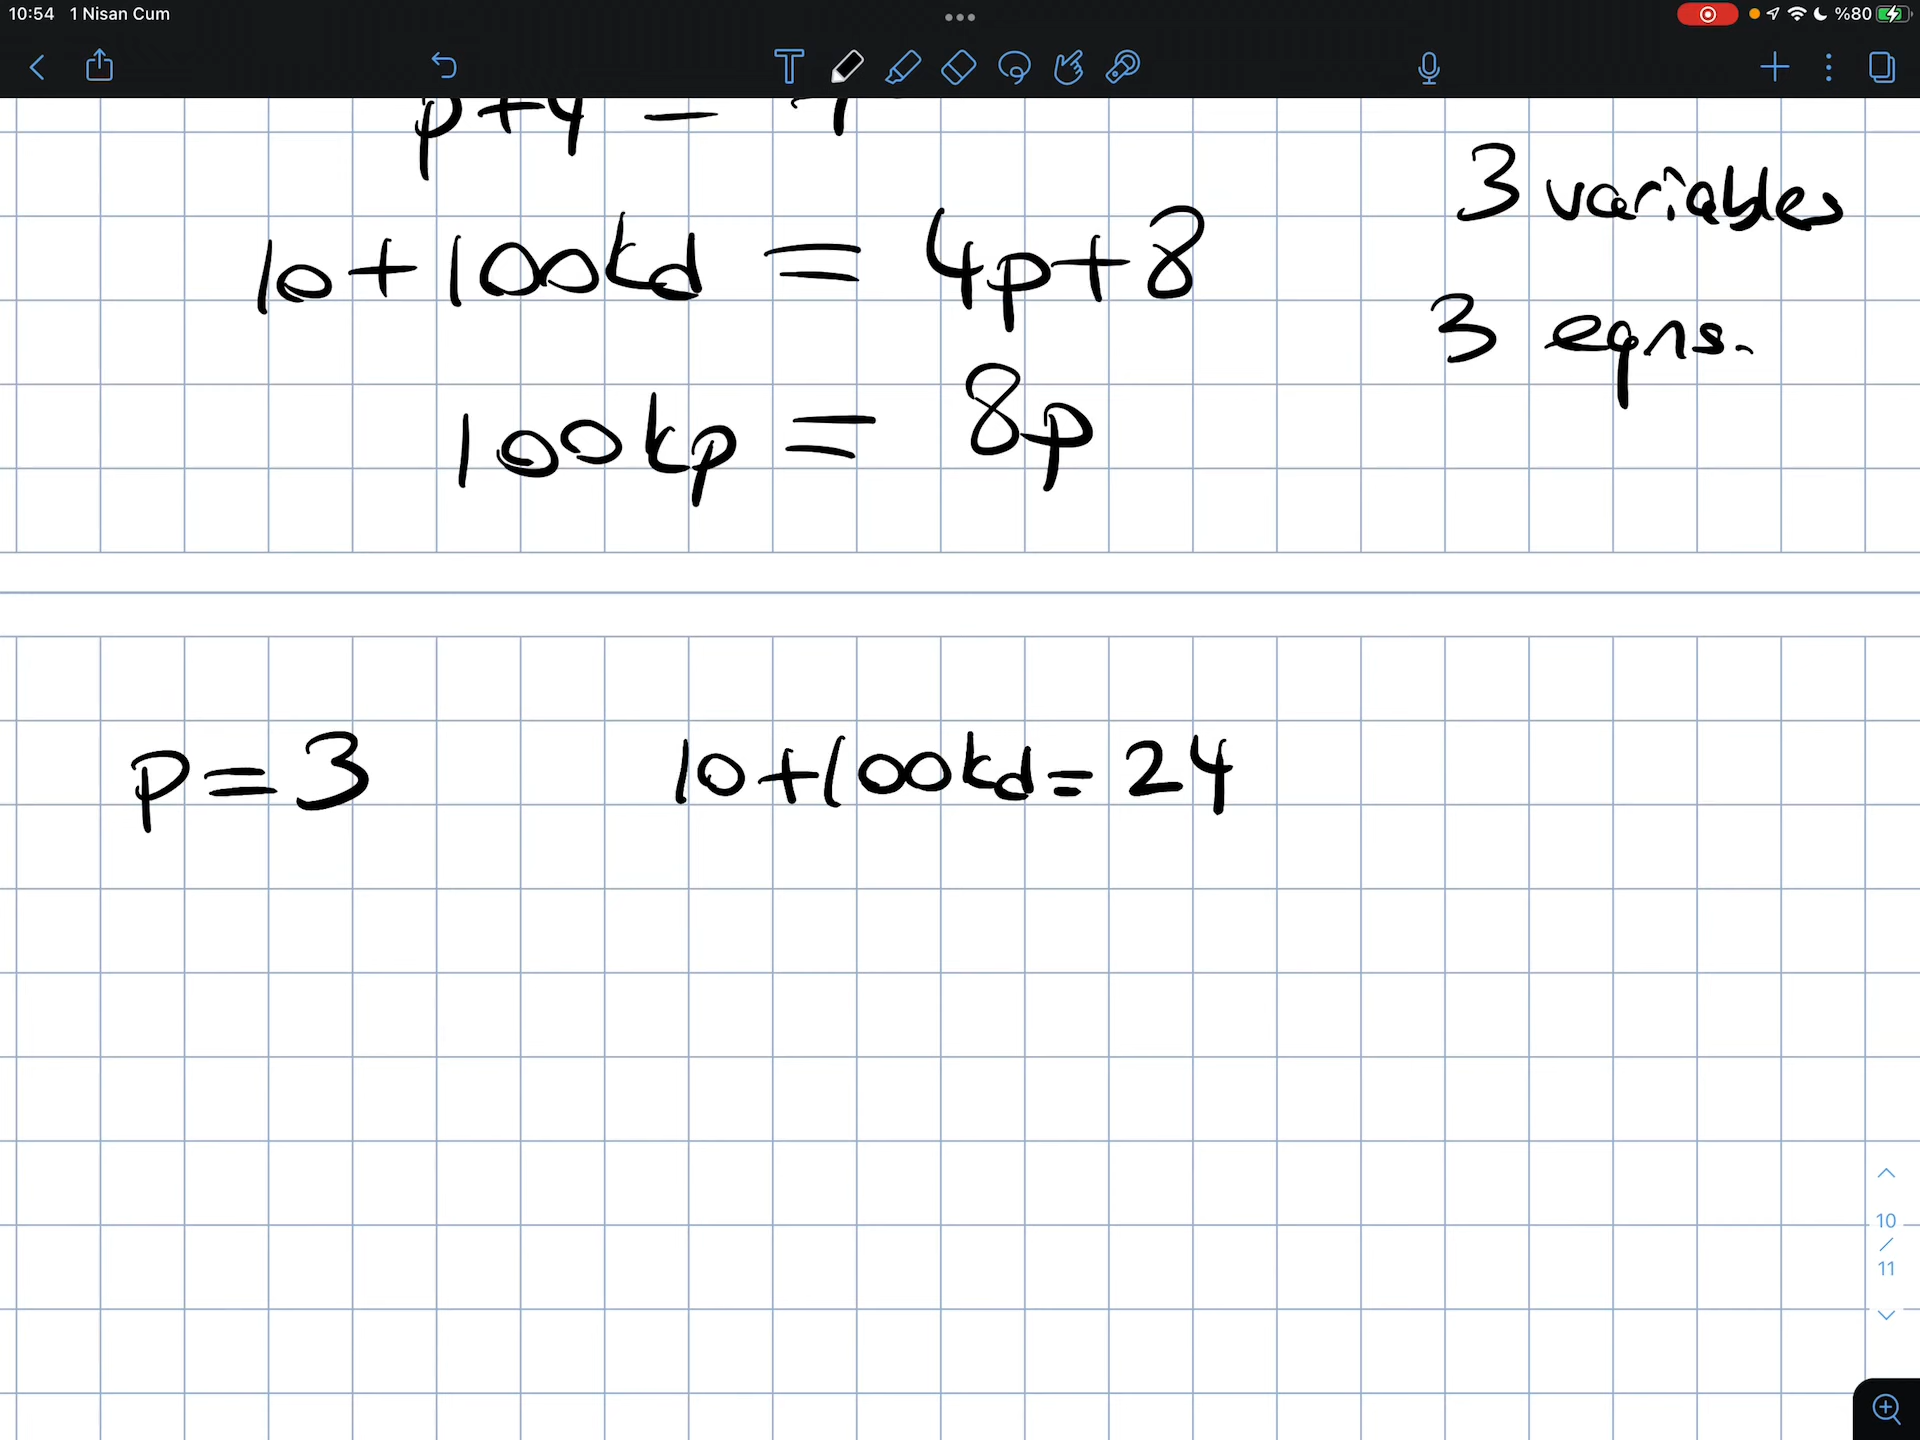 10:54 1 Nisan Cum
%80
T
p+4 =
3 variables
10+100kd = 4p+8
3 eqns.
100kp = 8p
p=3
10+100kd=24
10
/
11